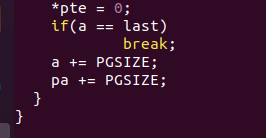 *pte = 0;
if(a == last)
break;
a += PGSIZE;
pa += PGSIZE;
}
}